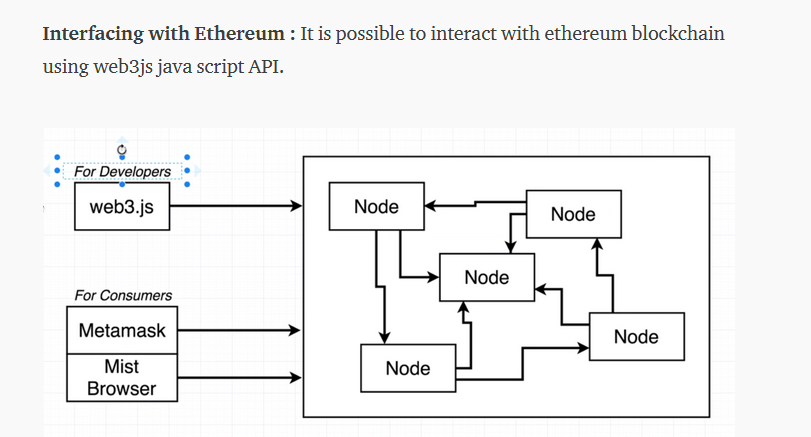 Interfacing with Ethereum : It is possible to interact with ethereum blockchain
using web3js java script API.
For Developers
web3.js
Node
Node
Node
For Consumers
Metamask
Node
Mist
Browser
Node